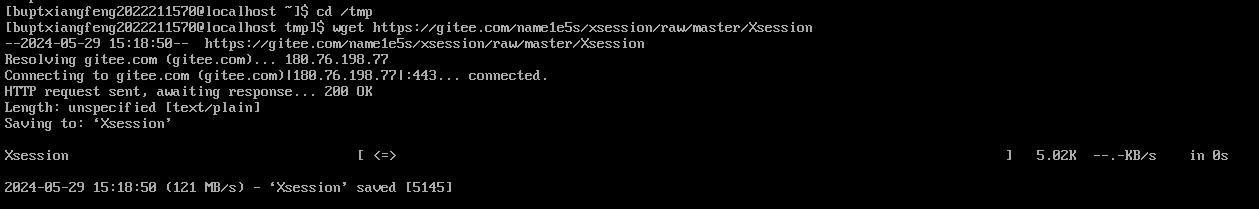 [buptxiangfeng2022211570@localhost ~]$ cd /tmp
[buptxiangfeng2022211570@localhost tmp]$ wget https://gitee.com/name1e5s/xsession/raw/master/Xsession
--2024-05-29 15:18:50--  https://gitee.com/name1e5s/xsession/raw/master/Xsession
Resolving gitee.com (gitee.com)... 180.76.198.77
Connecting to gitee.com (gitee.com)|180.76.198.77|:443... connected.
HTTP request sent, awaiting response... 200 OK
Length: unspecified [text/plain]
Saving to: ‘Xsession’
Xsession [ <=> ] 5.02K --.-KB/s in 0s
2024-05-29 15:18:50 (121 MB/s) - ‘Xsession’ saved [5145]